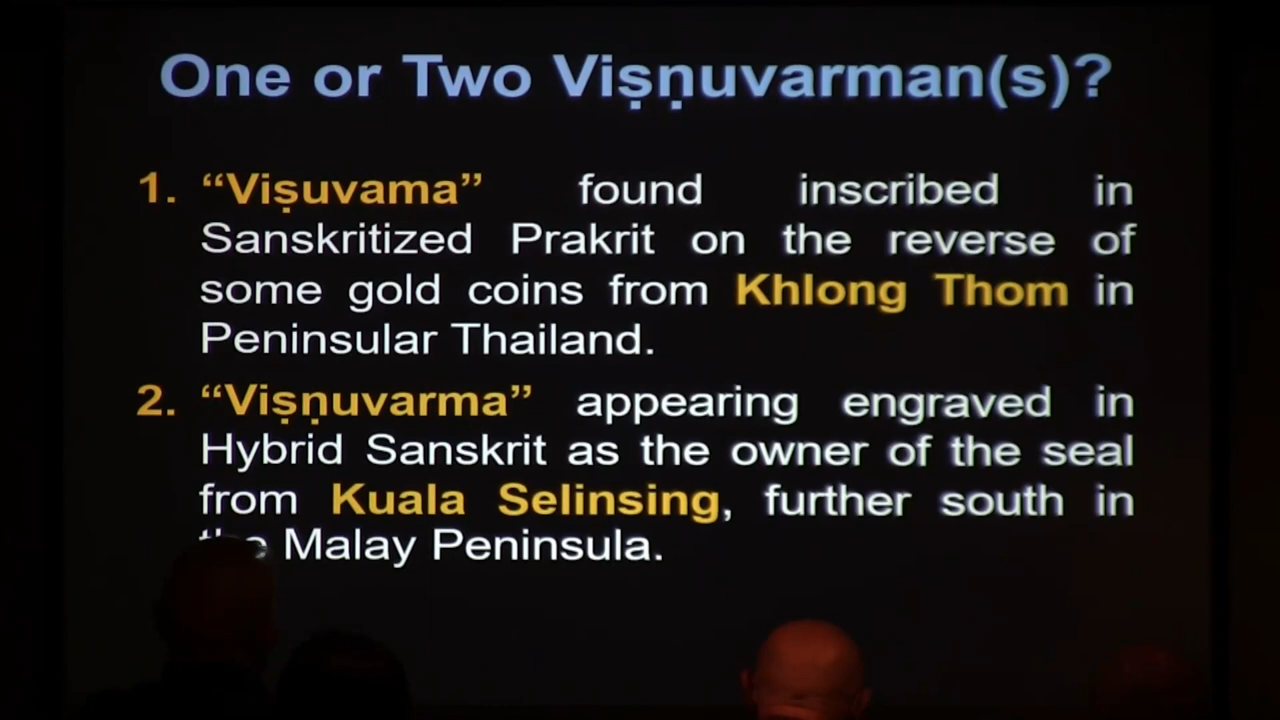 One or Two Viṣṇuvarman(s)?
1. “Viṣuvama” found inscribed in
Sanskritized Prakrit on the reverse of
some gold coins from Khlong Thom in
Peninsular Thailand.
2. “Viṣṇuvarma” appearing engraved in
Hybrid Sanskrit as the owner of the seal
from Kuala Selinsing, further south in
the Malay Peninsula.